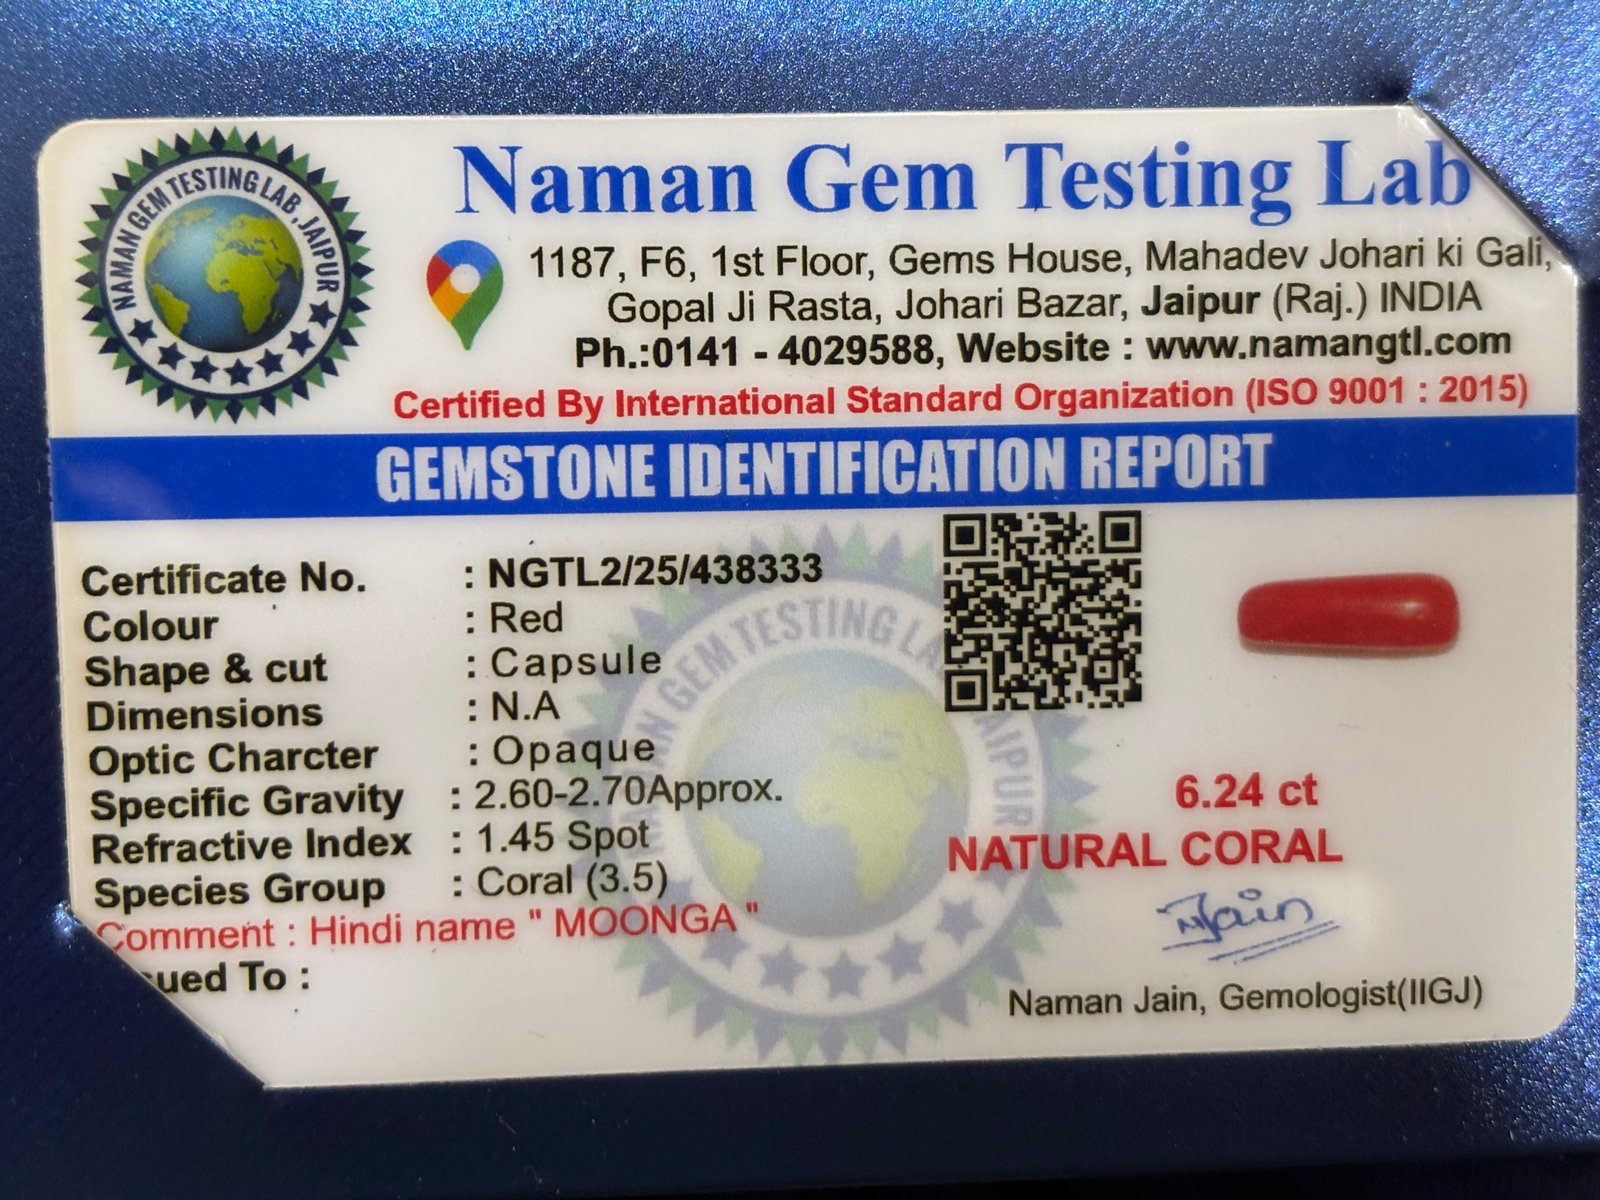 NAMAN GEM TESTING LAB, JAIPUR
Naman Gem Testing Lab
1187, F6, 1st Floor, Gems House, Mahadev Johari ki Gali,
Gopal Ji Rasta, Johari Bazar, Jaipur (Raj.) INDIA
Ph.:0141 - 4029588, Website : www.namangtl.com
Certified By International Standard Organization (ISO 9001 : 2015)
GEMSTONE IDENTIFICATION REPORT
Certificate No. : NGTL2/25/438333
Colour : Red
Shape & cut : Capsule
Dimensions : N.A
Optic Charcter : Opaque
Specific Gravity : 2.60-2.70Approx.
Refractive Index : 1.45 Spot
Species Group : Coral (3.5)
Comment : Hindi name " MOONGA "
ued To :
6.24 ct
NATURAL CORAL
NJain
Naman Jain, Gemologist(IIGJ)